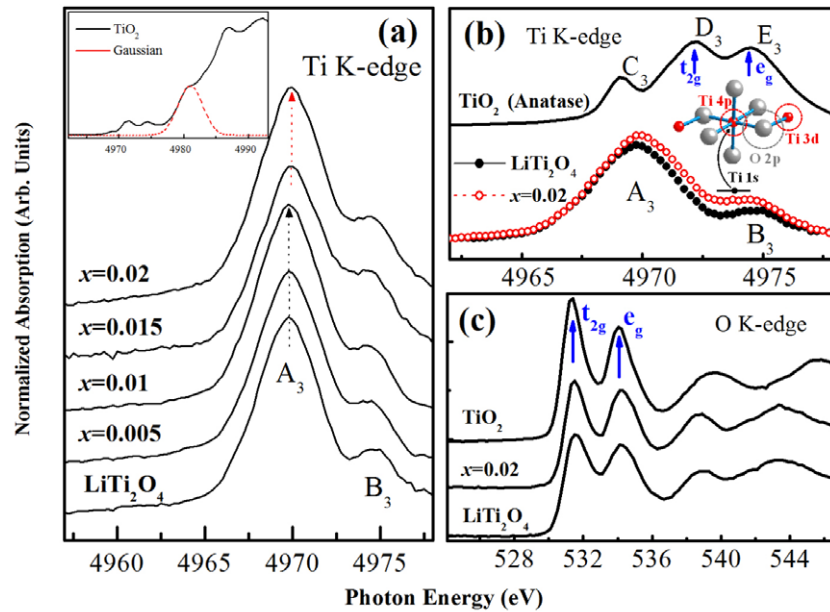 Normalized Absorption (Arb. Units)
TiO₂
Gaussian
4970 4980 4990
(a)
Ti K-edge
x=0.02
x=0.015
x=0.01
x=0.005
LiTi₂O₄
A₃
B₃
4960 4965 4970 4975
(b)
Ti K-edge
C₃
D₃
E₃
t₂g
e_g
TiO₂ (Anatase)
Ti 4p
Ti 3d
O 2p
Ti 1s
LiTi₂O₄
x=0.02
A₃
B₃
4965 4970 4975
(c)
O K-edge
t₂g
e_g
TiO₂
x=0.02
LiTi₂O₄
528 532 536 540 544
Photon Energy (eV)